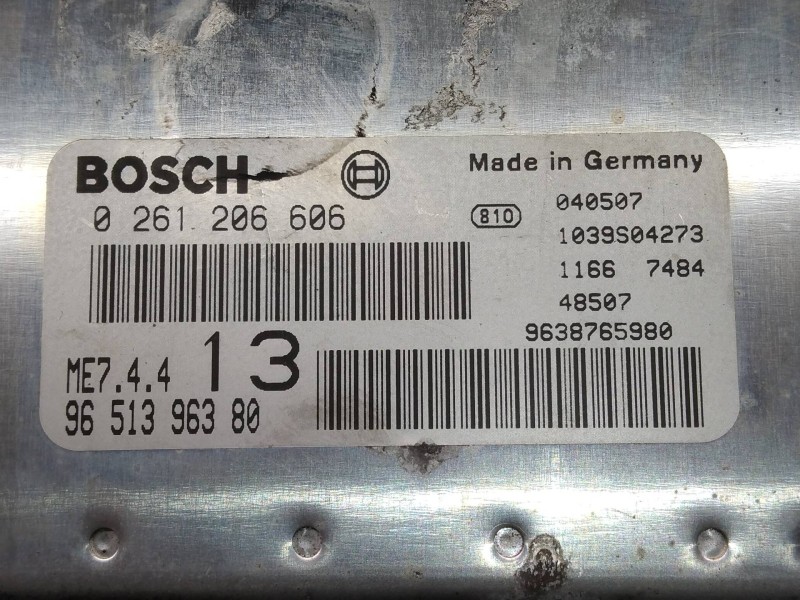 BOSCH
Made in Germany
0 261 206 606
810
040507
1039S04273
1166 7484
48507
9638765980
ME7.4.4 13
96 513 963 80